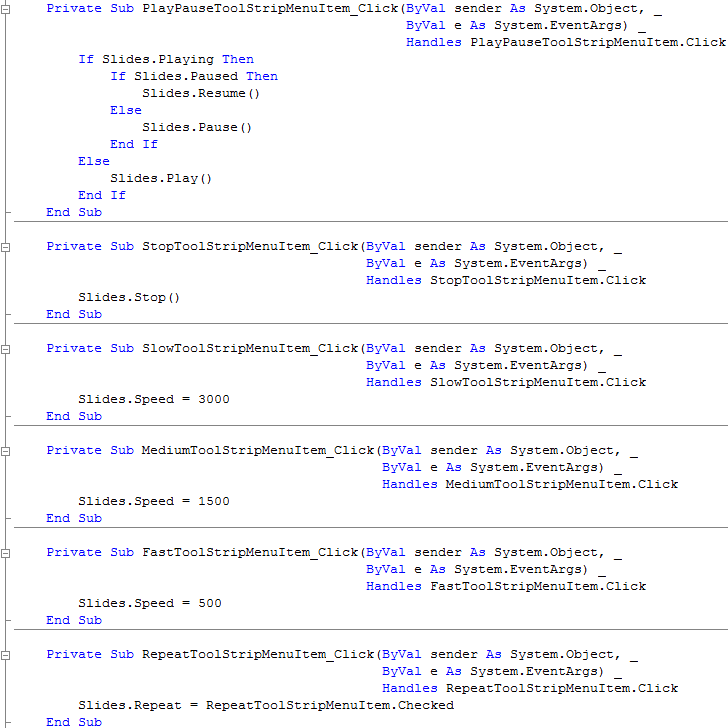 Private Sub PlayPauseToolStripMenuItem_Click(ByVal sender As System.Object, _
ByVal e As System.EventArgs) _
Handles PlayPauseToolStripMenuItem.Click
If Slides.Playing Then
If Slides.Paused Then
Slides.Resume()
Else
Slides.Pause()
End If
Else
Slides.Play()
End If
End Sub
Private Sub StopToolStripMenuItem_Click(ByVal sender As System.Object, _
ByVal e As System.EventArgs) _
Handles StopToolStripMenuItem.Click
Slides.Stop()
End Sub
Private Sub SlowToolStripMenuItem_Click(ByVal sender As System.Object, _
ByVal e As System.EventArgs) _
Handles SlowToolStripMenuItem.Click
Slides.Speed = 3000
End Sub
Private Sub MediumToolStripMenuItem_Click(ByVal sender As System.Object, _
ByVal e As System.EventArgs) _
Handles MediumToolStripMenuItem.Click
Slides.Speed = 1500
End Sub
Private Sub FastToolStripMenuItem_Click(ByVal sender As System.Object, _
ByVal e As System.EventArgs) _
Handles FastToolStripMenuItem.Click
Slides.Speed = 500
End Sub
Private Sub RepeatToolStripMenuItem_Click(ByVal sender As System.Object, _
ByVal e As System.EventArgs) _
Handles RepeatToolStripMenuItem.Click
Slides.Repeat = RepeatToolStripMenuItem.Checked
End Sub